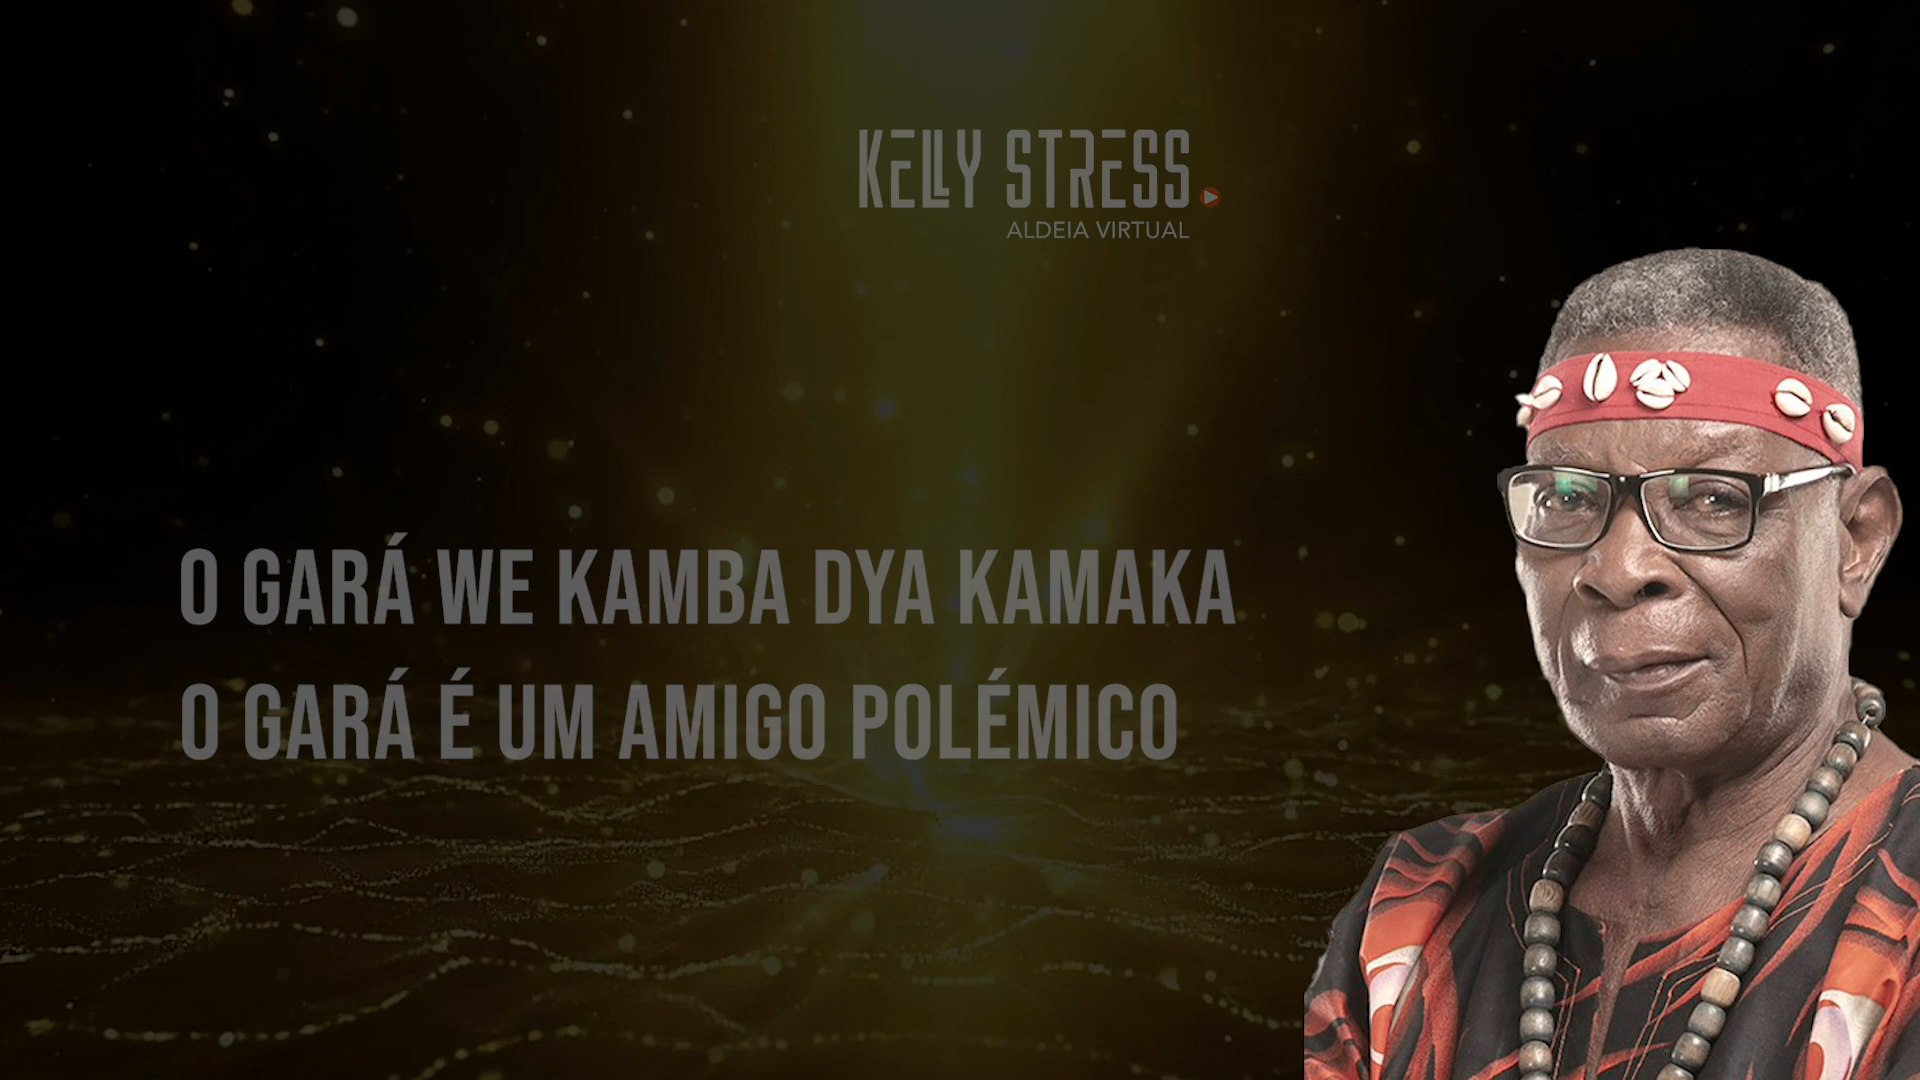 KELLY STRESS
ALDEIA VIRTUAL
O GARÁ WE KAMBA DYA KAMAKA
O GARÁ É UM AMIGO POLÉMICO